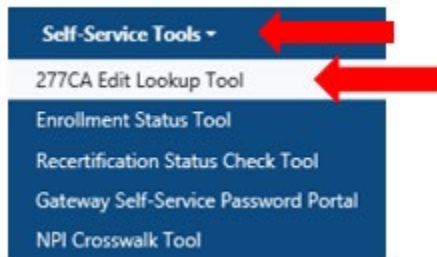 Self-Service Tools
277CA Edit Lookup Tool
Enrollment Status Tool
Recertification Status Check Tool
Gateway Self-Service Password Portal
NPI Crosswalk Tool